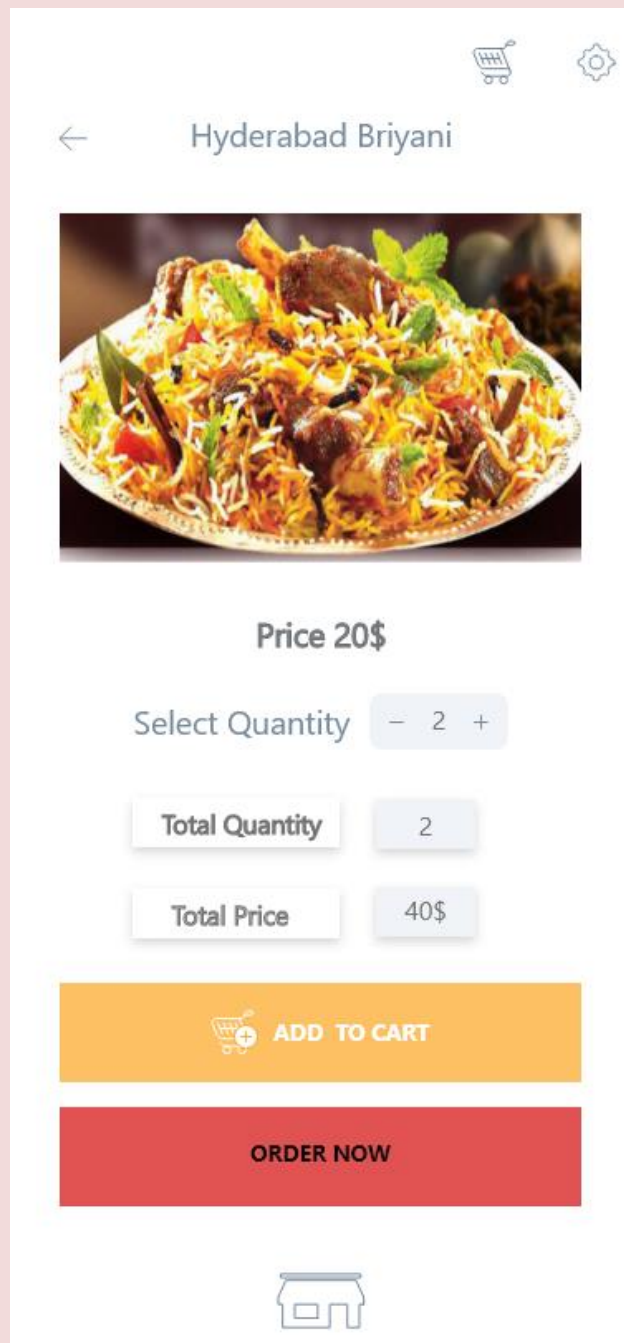 Hyderabad Briyani
Price 20$
Select Quantity − 2 +
Total Quantity 2
Total Price 40$
ADD TO CART
ORDER NOW